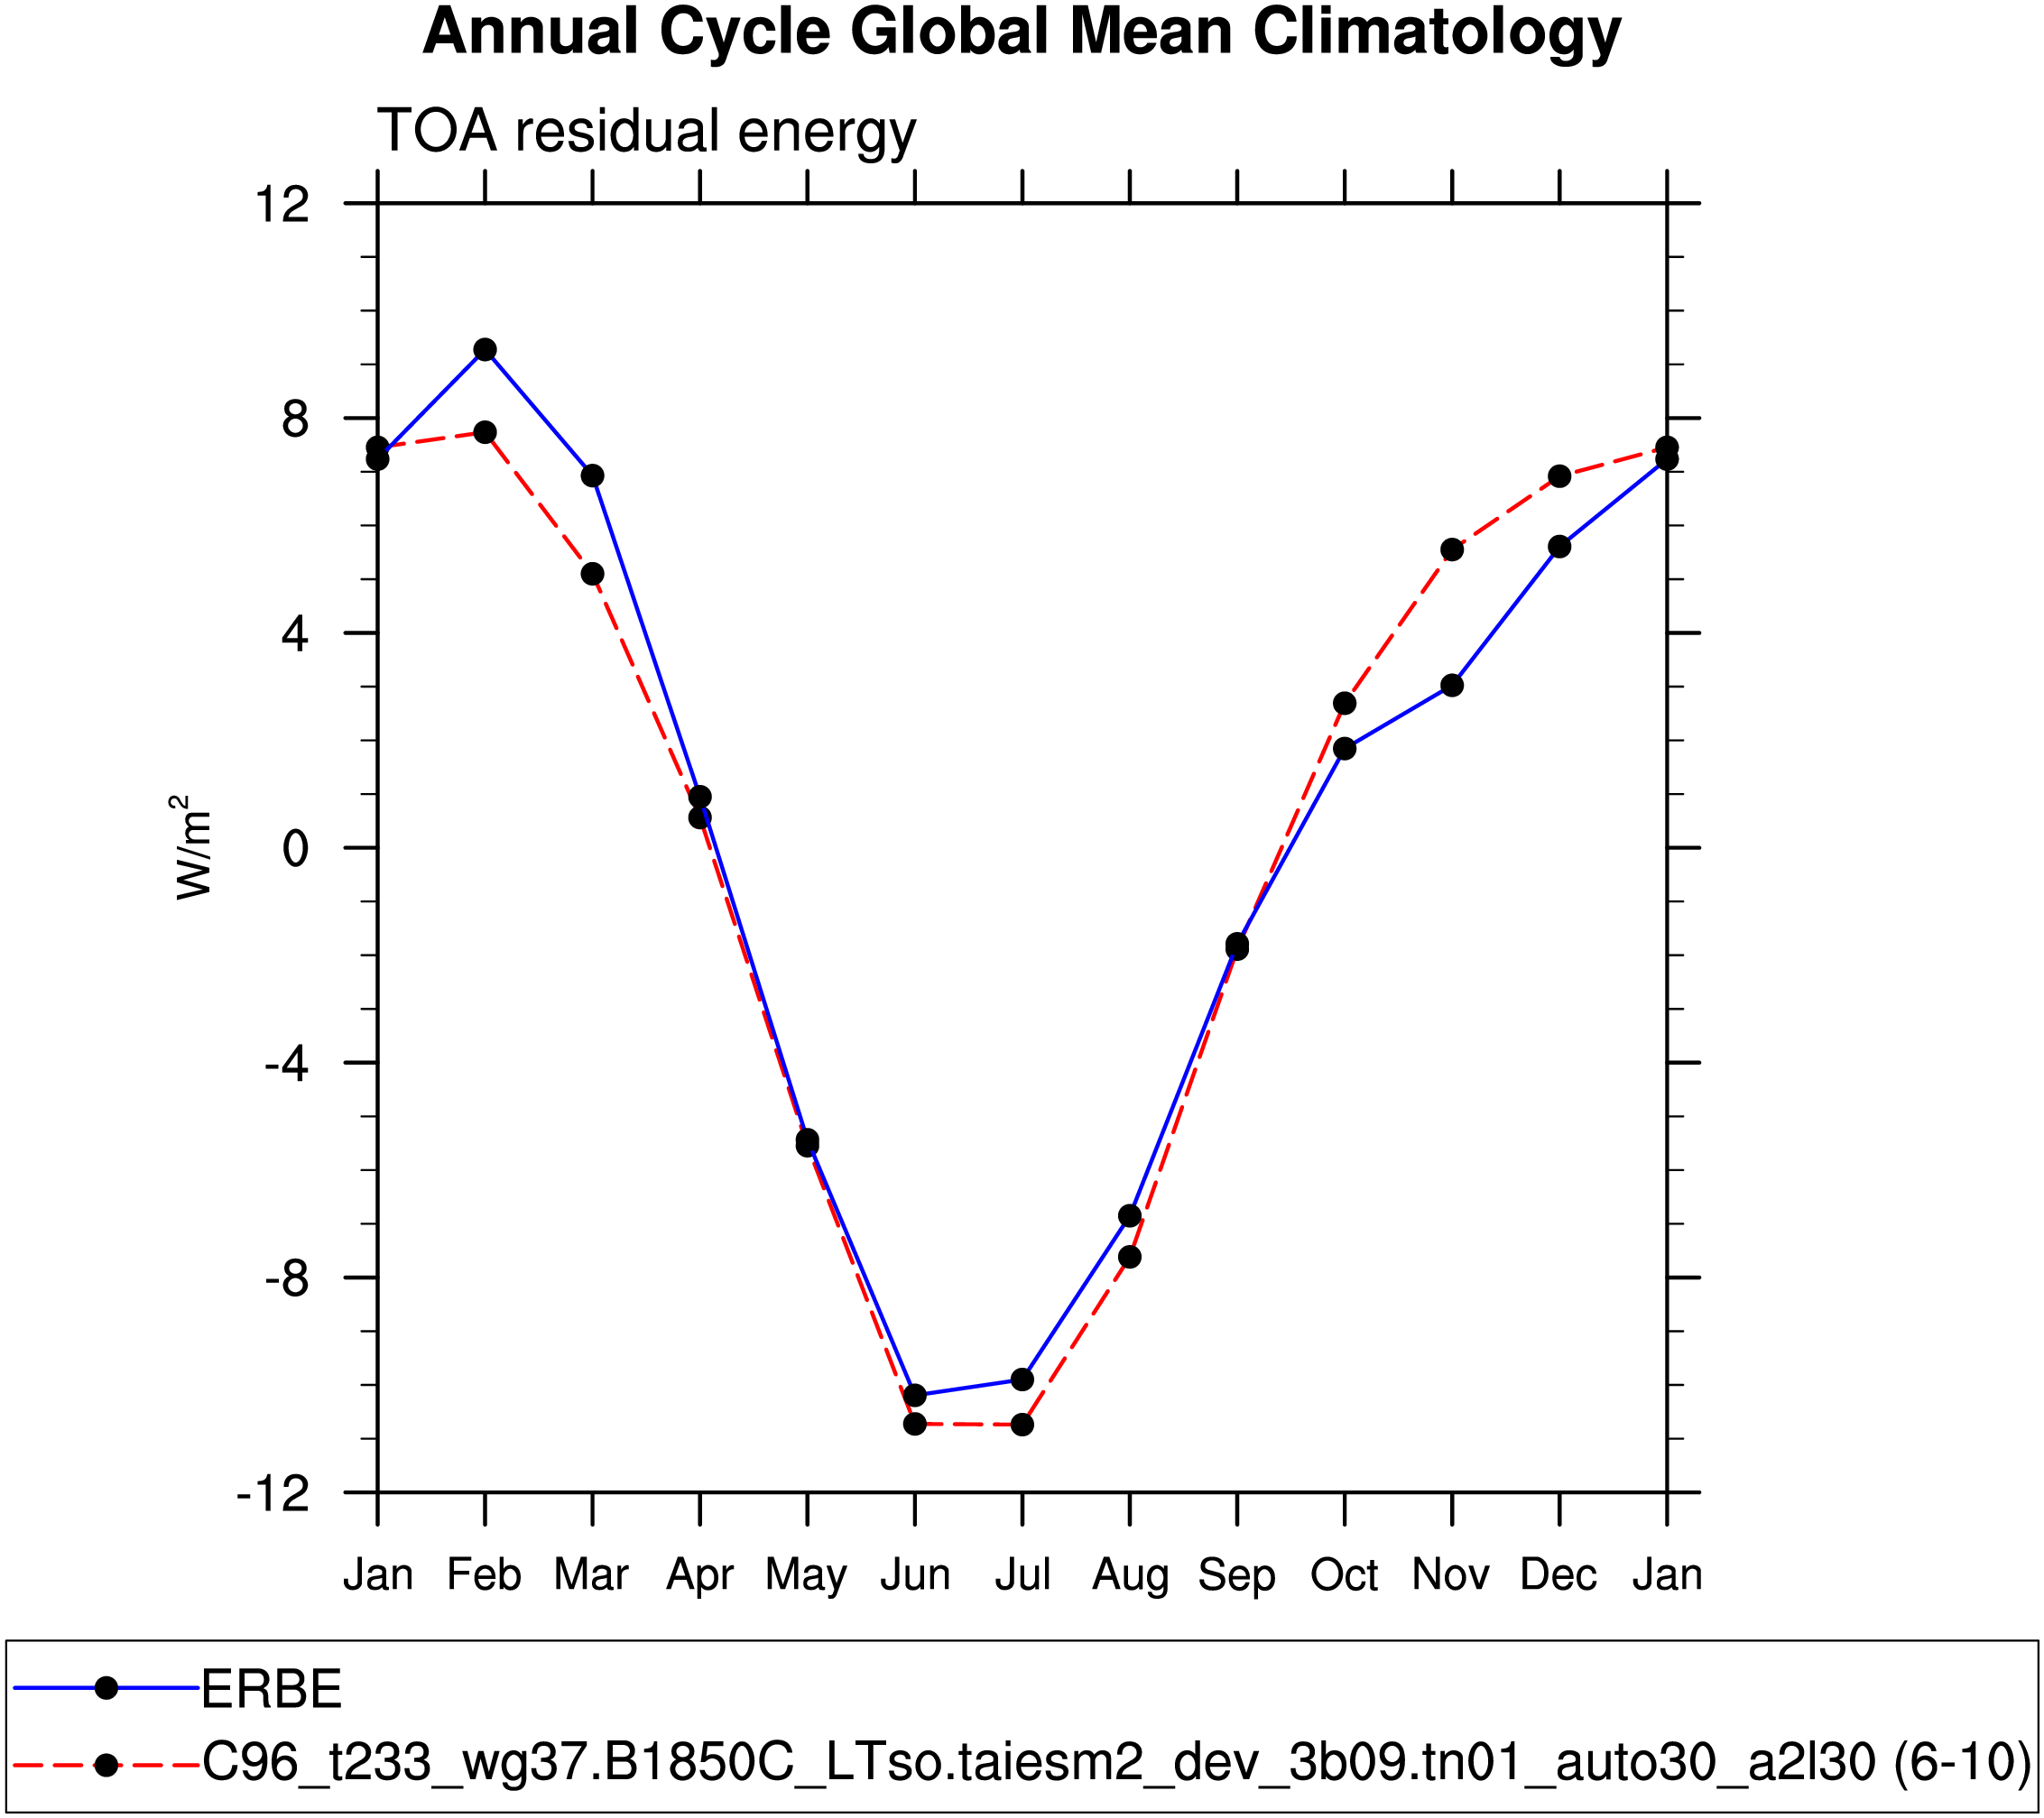 Annual Cycle Global Mean Climatology
TOA residual energy
12
8
4
0
-4
-8
-12
W/m²
Jan Feb Mar Apr May Jun Jul Aug Sep Oct Nov Dec Jan
ERBE
C96_t233_wg37.B1850C_LTso.taiesm2_dev_3b09.tn01_auto30_a2l30 (6-10)